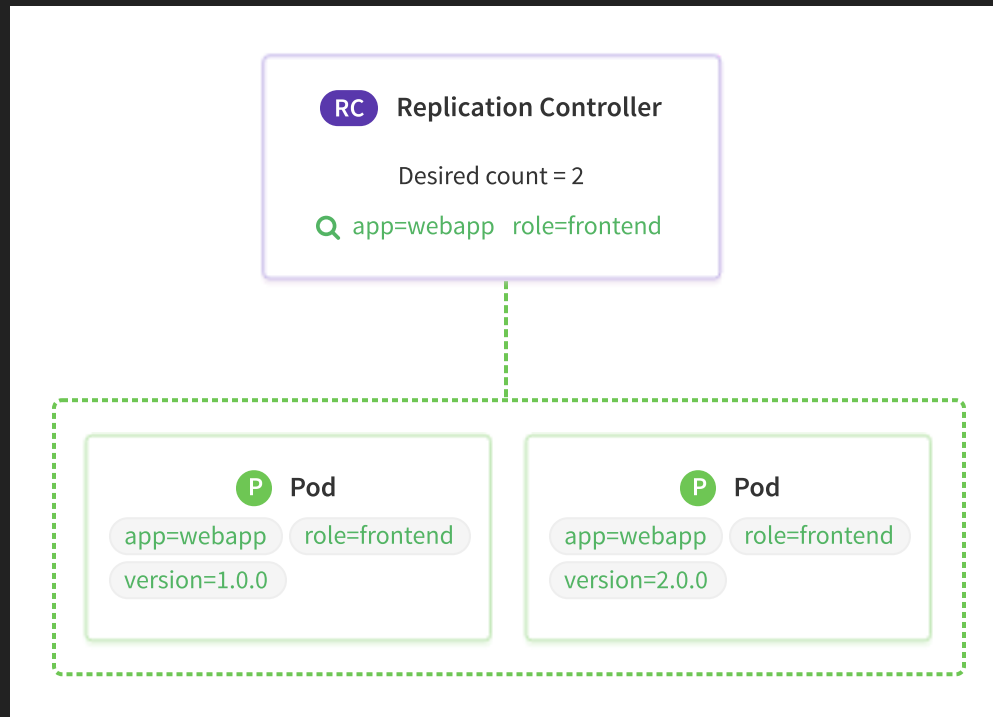 RC Replication Controller
Desired count = 2
app=webapp role=frontend
P Pod
app=webapp role=frontend
version=1.0.0
P Pod
app=webapp role=frontend
version=2.0.0